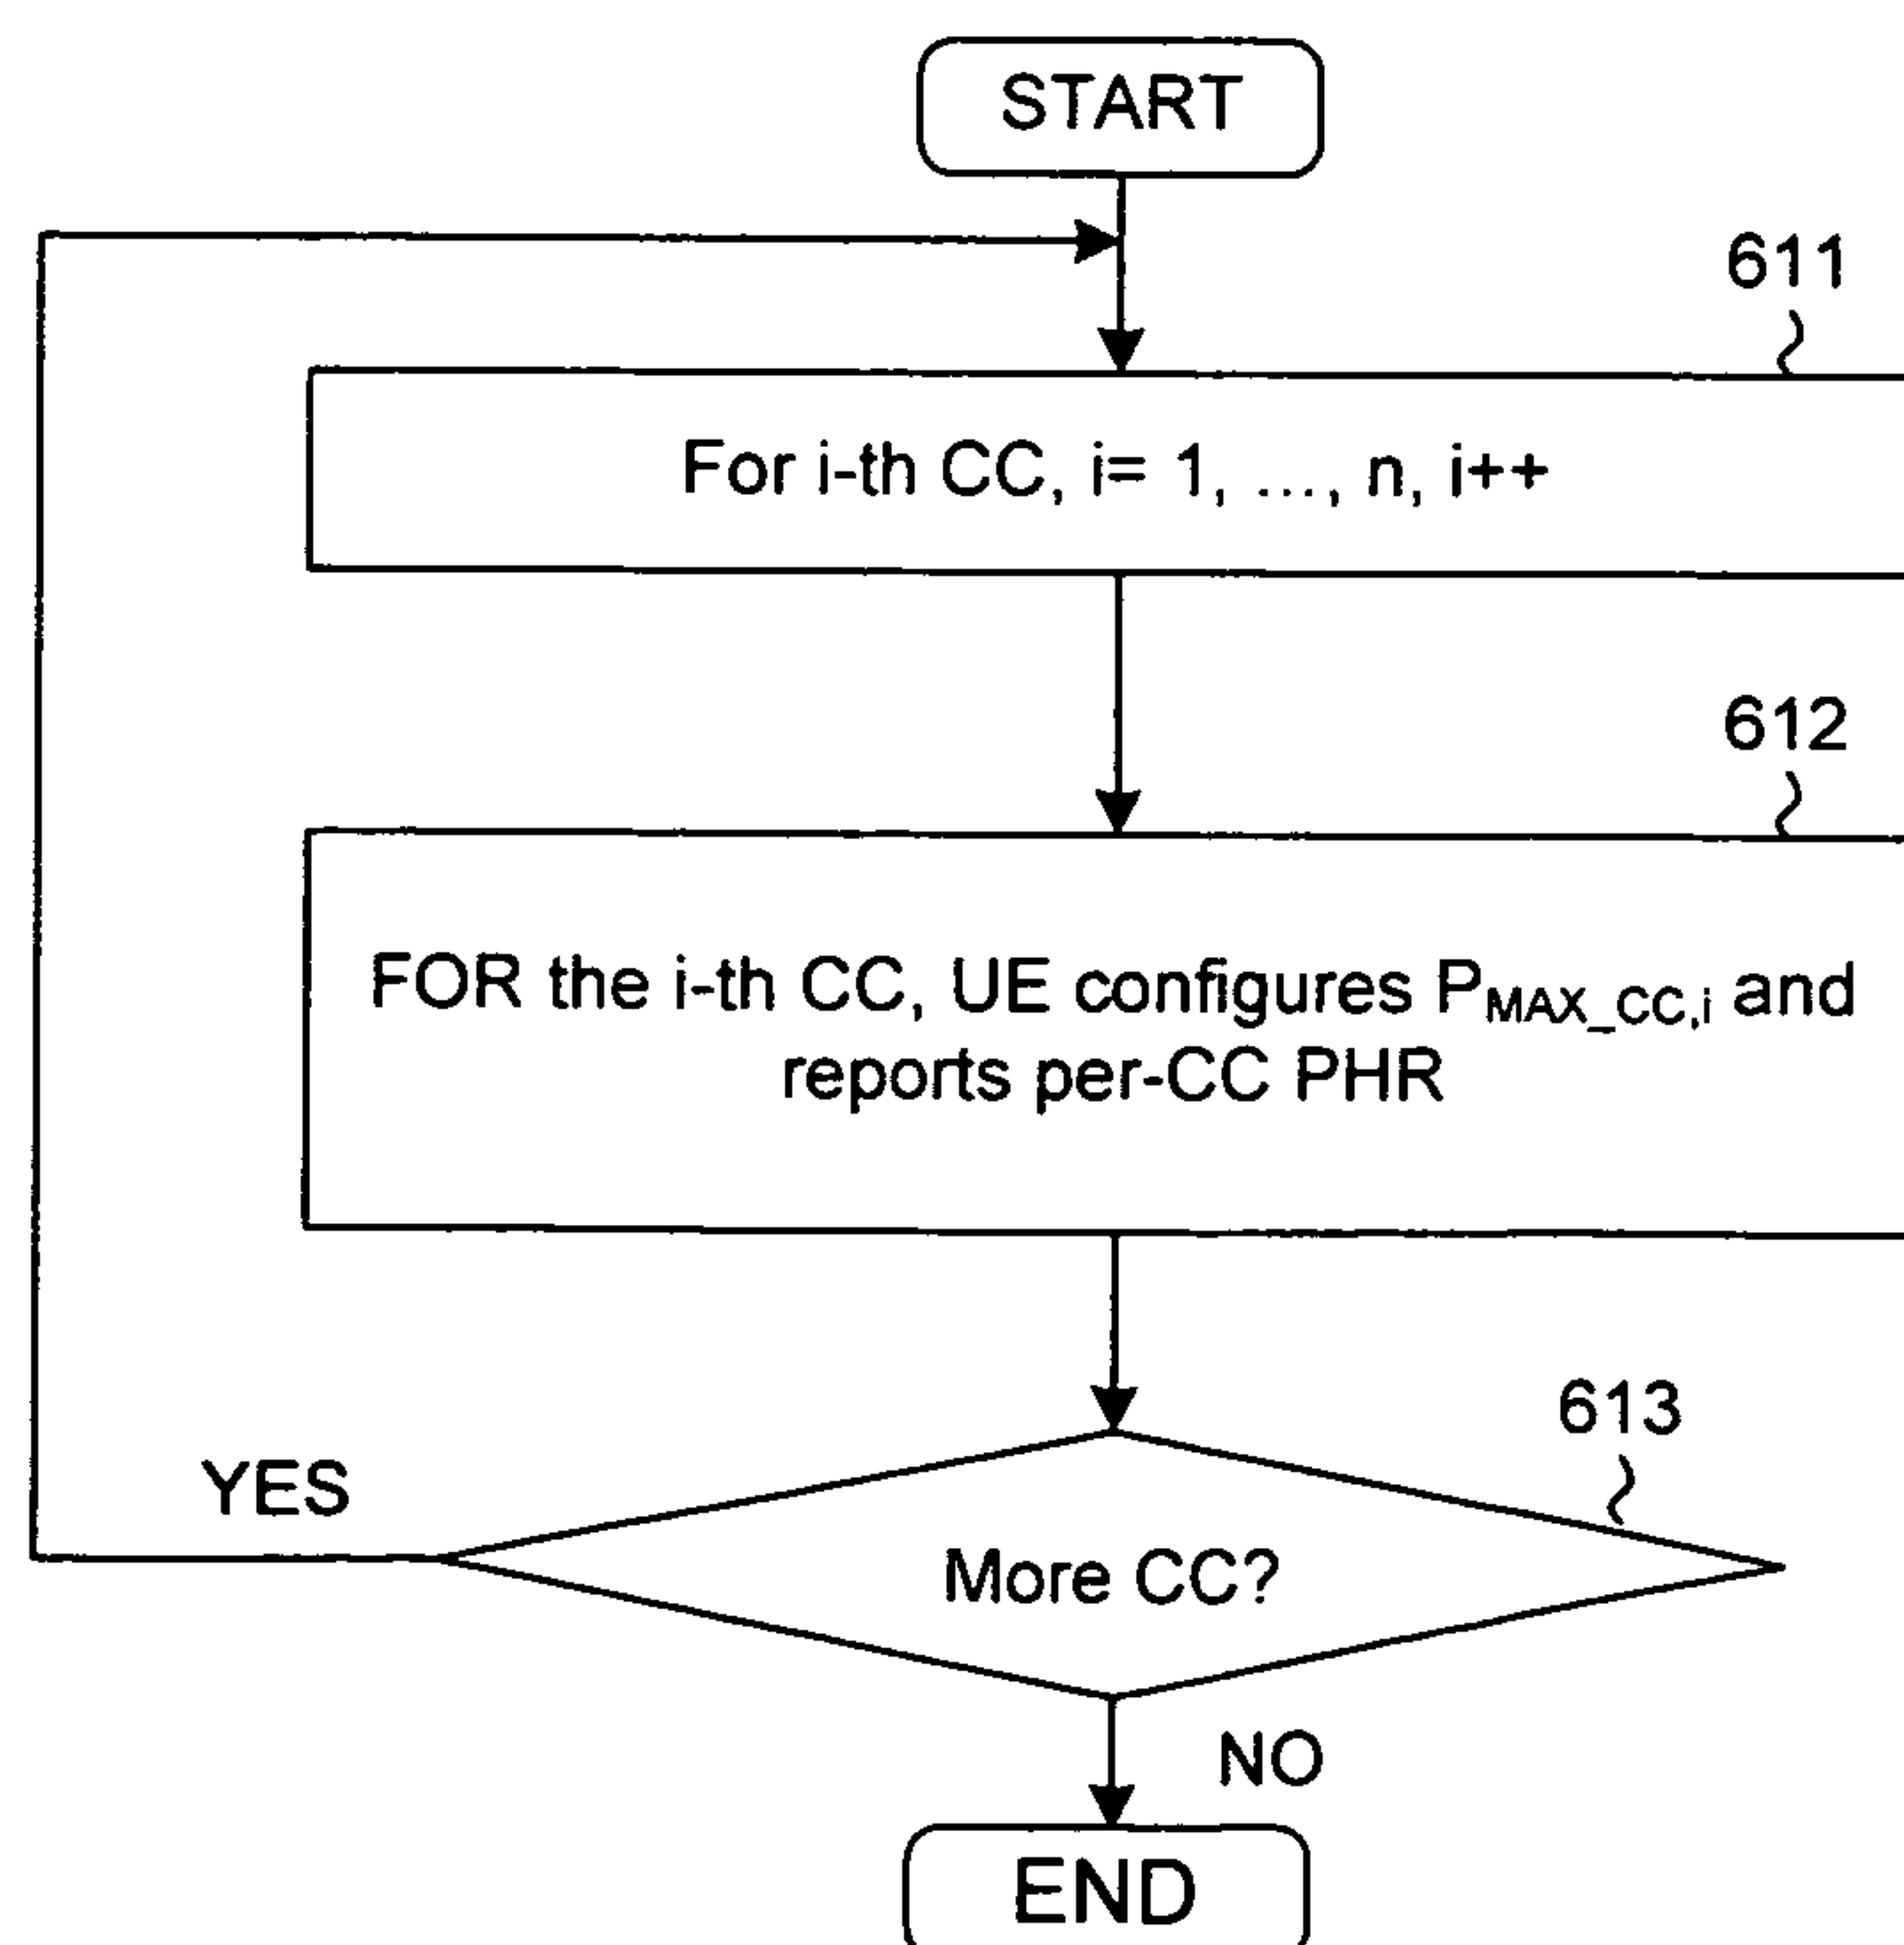 START
611
For i-th CC, i= 1, ..., n, i++
612
FOR the i-th CC, UE configures P_MAX_CC,i and
reports per-CC PHR
613
YES
More CC?
NO
END